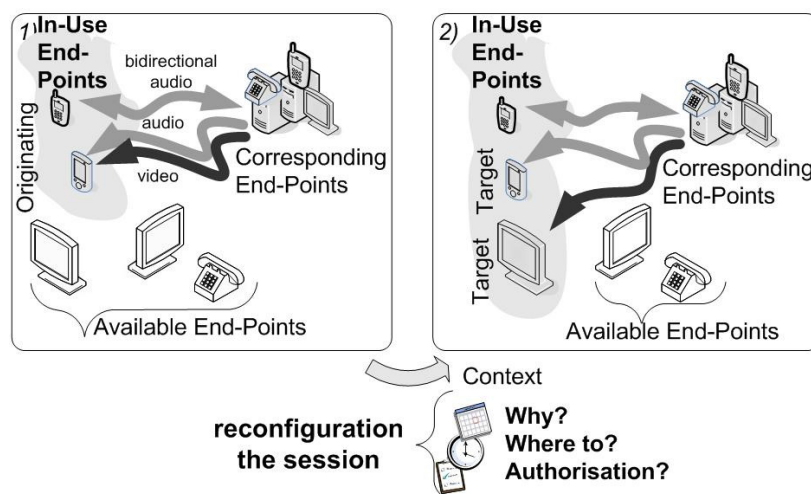 1)
In-Use
End-
Points
bidirectional
audio
audio
video
Originating
Corresponding
End-Points
Available End-Points
2)
In-Use
End-
Points
Target
Target
Corresponding
End-Points
Available End-Points
Context
reconfiguration
the session
Why?
Where to?
Authorisation?